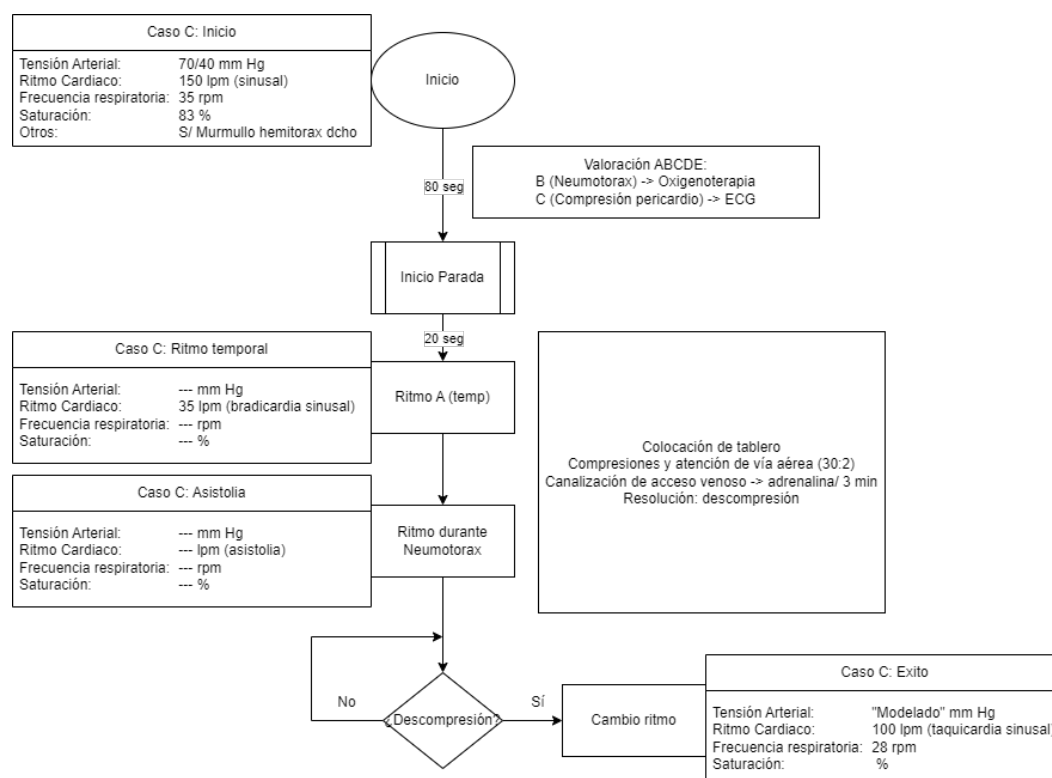 Caso C: Inicio
Tensión Arterial: 70/40 mm Hg
Ritmo Cardiaco: 150 lpm (sinusal)
Frecuencia respiratoria: 35 rpm
Saturación: 83 %
Otros: S/ Murmullo hemitorax dcho
Inicio
Valoración ABCDE:
B (Neumotorax) -> Oxigenoterapia
C (Compresión pericardio) -> ECG
80 seg
Inicio Parada
20 seg
Caso C: Ritmo temporal
Tensión Arterial: --- mm Hg
Ritmo Cardiaco: 35 lpm (bradicardia sinusal)
Frecuencia respiratoria: --- rpm
Saturación: --- %
Ritmo A (temp)
Colocación de tablero
Compresiones y atención de vía aérea (30:2)
Canalización de acceso venoso -> adrenalina/ 3 min
Resolución: descompresión
Caso C: Asistolia
Tensión Arterial: --- mm Hg
Ritmo Cardiaco: --- lpm (asistolia)
Frecuencia respiratoria: --- rpm
Saturación: --- %
Ritmo durante
Neumotorax
No
¿Descompresión?
Sí
Cambio ritmo
Caso C: Exito
Tensión Arterial: "Modelado" mm Hg
Ritmo Cardiaco: 100 lpm (taquicardia sinusal)
Frecuencia respiratoria: 28 rpm
Saturación: %